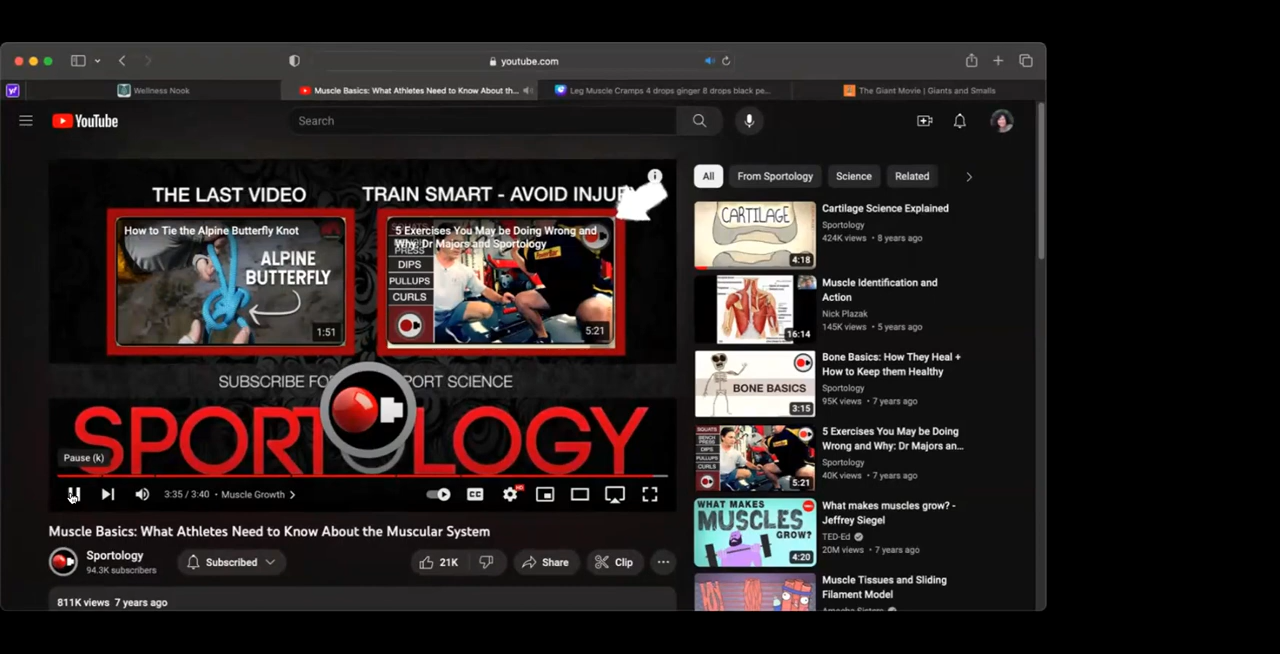 youtube.com
Wellness Nook
Muscle Basics: What Athletes Need to Know About th...
Leg Muscle Cramps 4 drops ginger 8 drops black pe...
The Giant Movie | Giants and Smalls
YouTube
Search
THE LAST VIDEO
TRAIN SMART - AVOID INJURY
How to Tie the Alpine Butterfly Knot
ALPINE
BUTTERFLY
1:51
5 Exercises You May be Doing Wrong and
Why: Dr Majors and Sportology
DIPS
PULLUPS
CURLS
5:21
SUBSCRIBE FO
PORT SCIENCE
SPORTOLOGY
Pause (k)
3:35 / 3:40 • Muscle Growth
CC
HD
Muscle Basics: What Athletes Need to Know About the Muscular System
Sportology
94.3K subscribers
Subscribed
21K
Share
Clip
811K views 7 years ago
All
From Sportology
Science
Related
CARTILAGE
4:18
Cartilage Science Explained
Sportology
424K views • 8 years ago
16:14
Muscle Identification and
Action
Nick Plazak
145K views • 5 years ago
BONE BASICS
3:15
Bone Basics: How They Heal +
How to Keep them Healthy
Sportology
95K views • 7 years ago
SQUATS
BENCH
PRESS
DIPS
PULLUPS
CURLS
5:21
5 Exercises You May be Doing
Wrong and Why: Dr Majors an...
Sportology
40K views • 7 years ago
WHAT MAKES
MUSCLES
GROW?
4:20
What makes muscles grow? -
Jeffrey Siegel
TED-Ed
20M views • 7 years ago
Muscle Tissues and Sliding
Filament Model